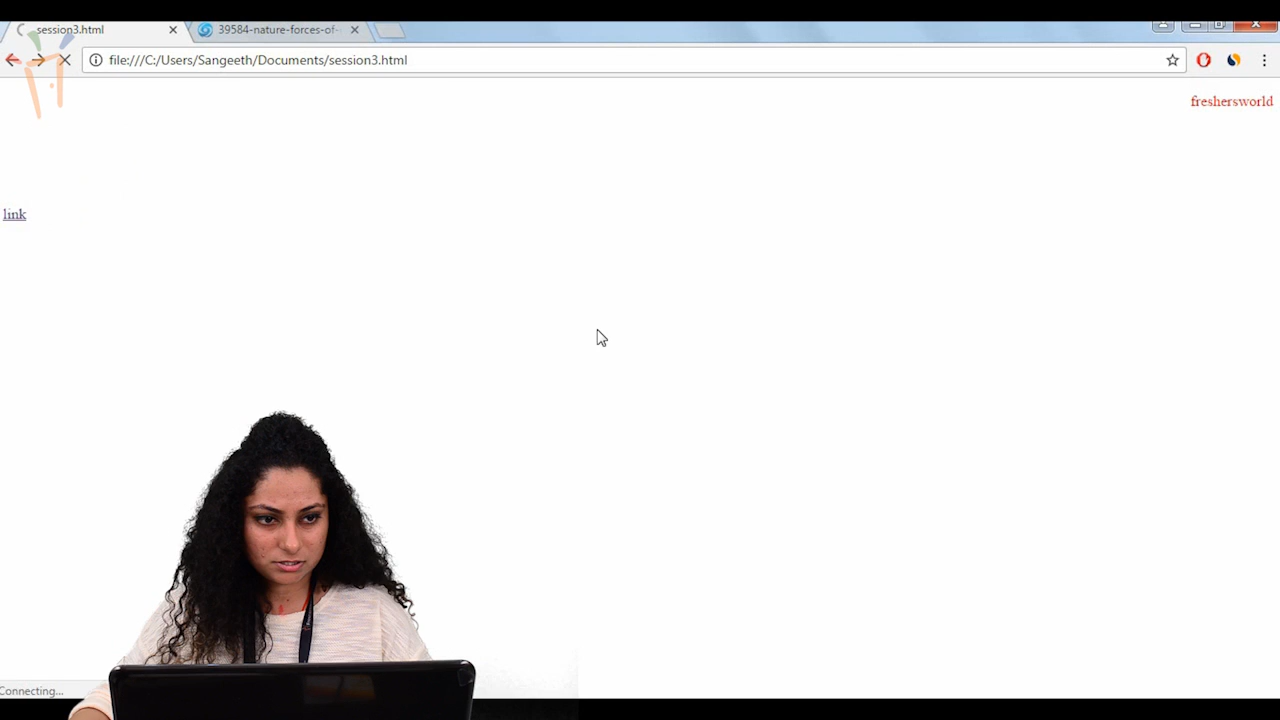 session3.html
39584-nature-forces-of-
file:///C:/Users/Sangeeth/Documents/session3.html
freshersworld
link
Connecting...